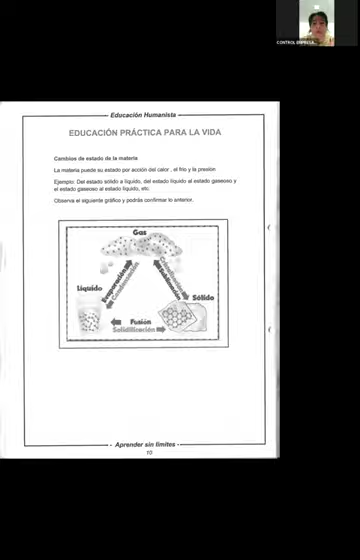 CONTROL EMPRESA...
Educación Humanista
EDUCACIÓN PRÁCTICA PARA LA VIDA
Cambios de estado de la materia
La materia puede su estado por acción del calor , el frío y la presión
Ejemplo: Del estado sólido a líquido, del estado líquido al estado gaseoso y
el estado gaseoso al estado líquido, etc.
Observa el siguiente gráfico y podrás confirmar lo anterior.
Gas
Evaporación
Condensación
Sublimación
Líquido
Sólido
Fusión
Solidificación
Aprender sin límites
10